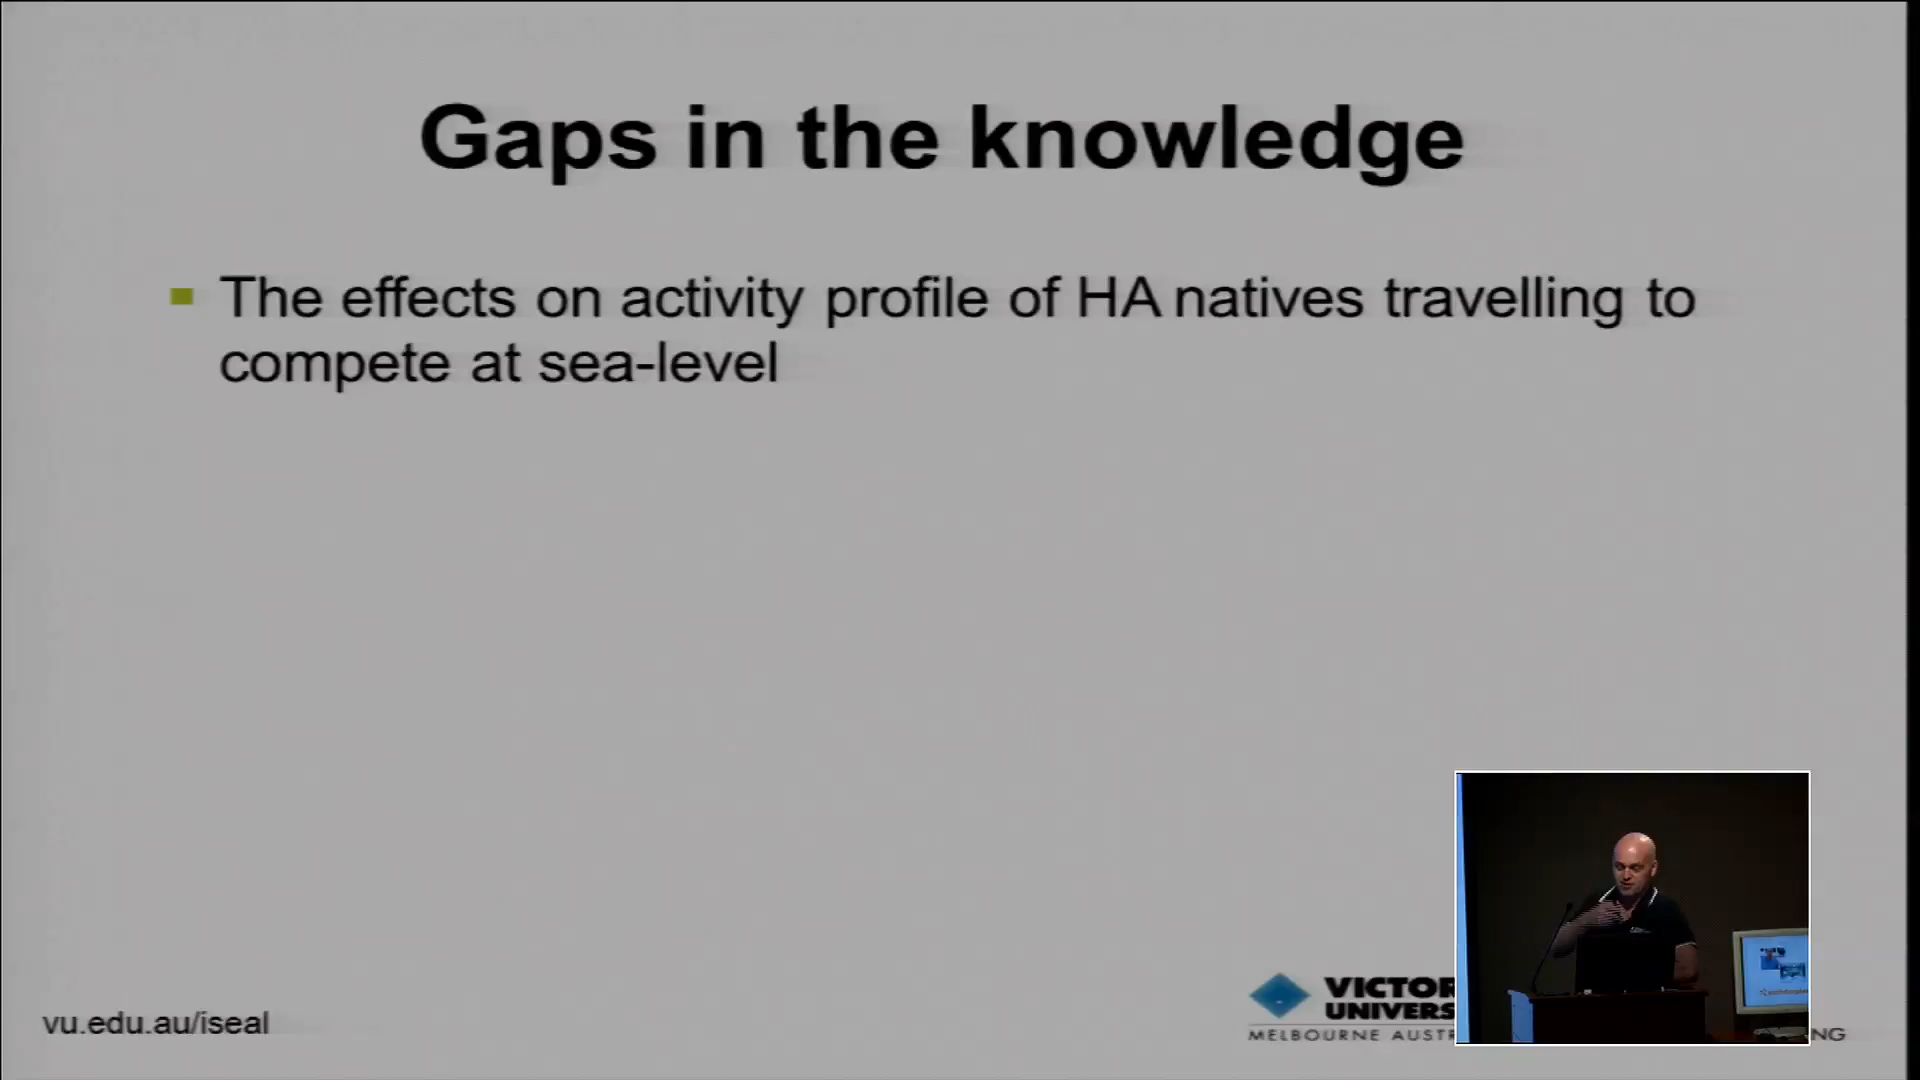 Gaps in the knowledge
The effects on activity profile of HA natives travelling to
compete at sea-level
vu.edu.au/iseal
VICTOR
UNIVERS
MELBOURNE AUSTR
NG